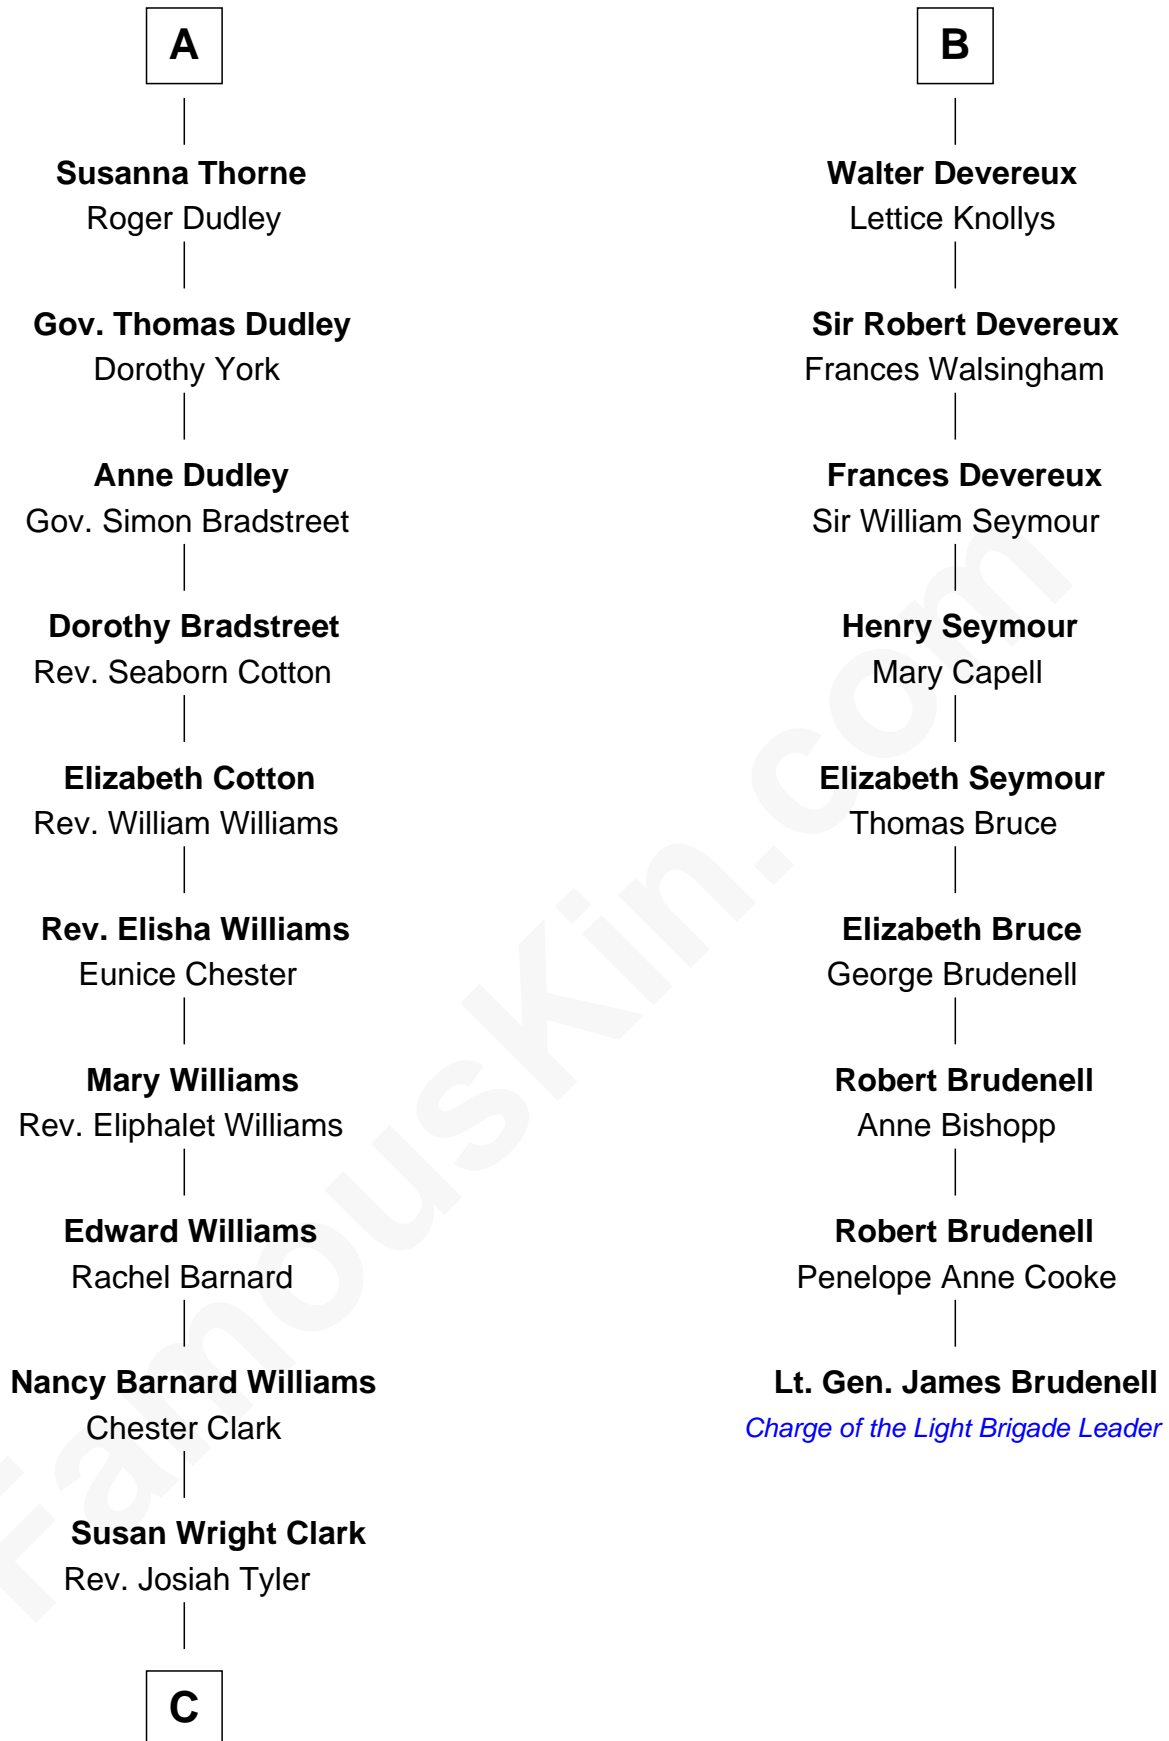 A
Susanna Thorne
Roger Dudley
Gov. Thomas Dudley
Dorothy York
Anne Dudley
Gov. Simon Bradstreet
Dorothy Bradstreet
Rev. Seaborn Cotton
Elizabeth Cotton
Rev. William Williams
Rev. Elisha Williams
Eunice Chester
Mary Williams
Rev. Eliphalet Williams
Edward Williams
Rachel Barnard
Nancy Barnard Williams
Chester Clark
Susan Wright Clark
Rev. Josiah Tyler
C
B
Walter Devereux
Lettice Knollys
Sir Robert Devereux
Frances Walsingham
Frances Devereux
Sir William Seymour
Henry Seymour
Mary Capell
Elizabeth Seymour
Thomas Bruce
Elizabeth Bruce
George Brudenell
Robert Brudenell
Anne Bishopp
Robert Brudenell
Penelope Anne Cooke
Lt. Gen. James Brudenell
Charge of the Light Brigade Leader
FamousKin.com